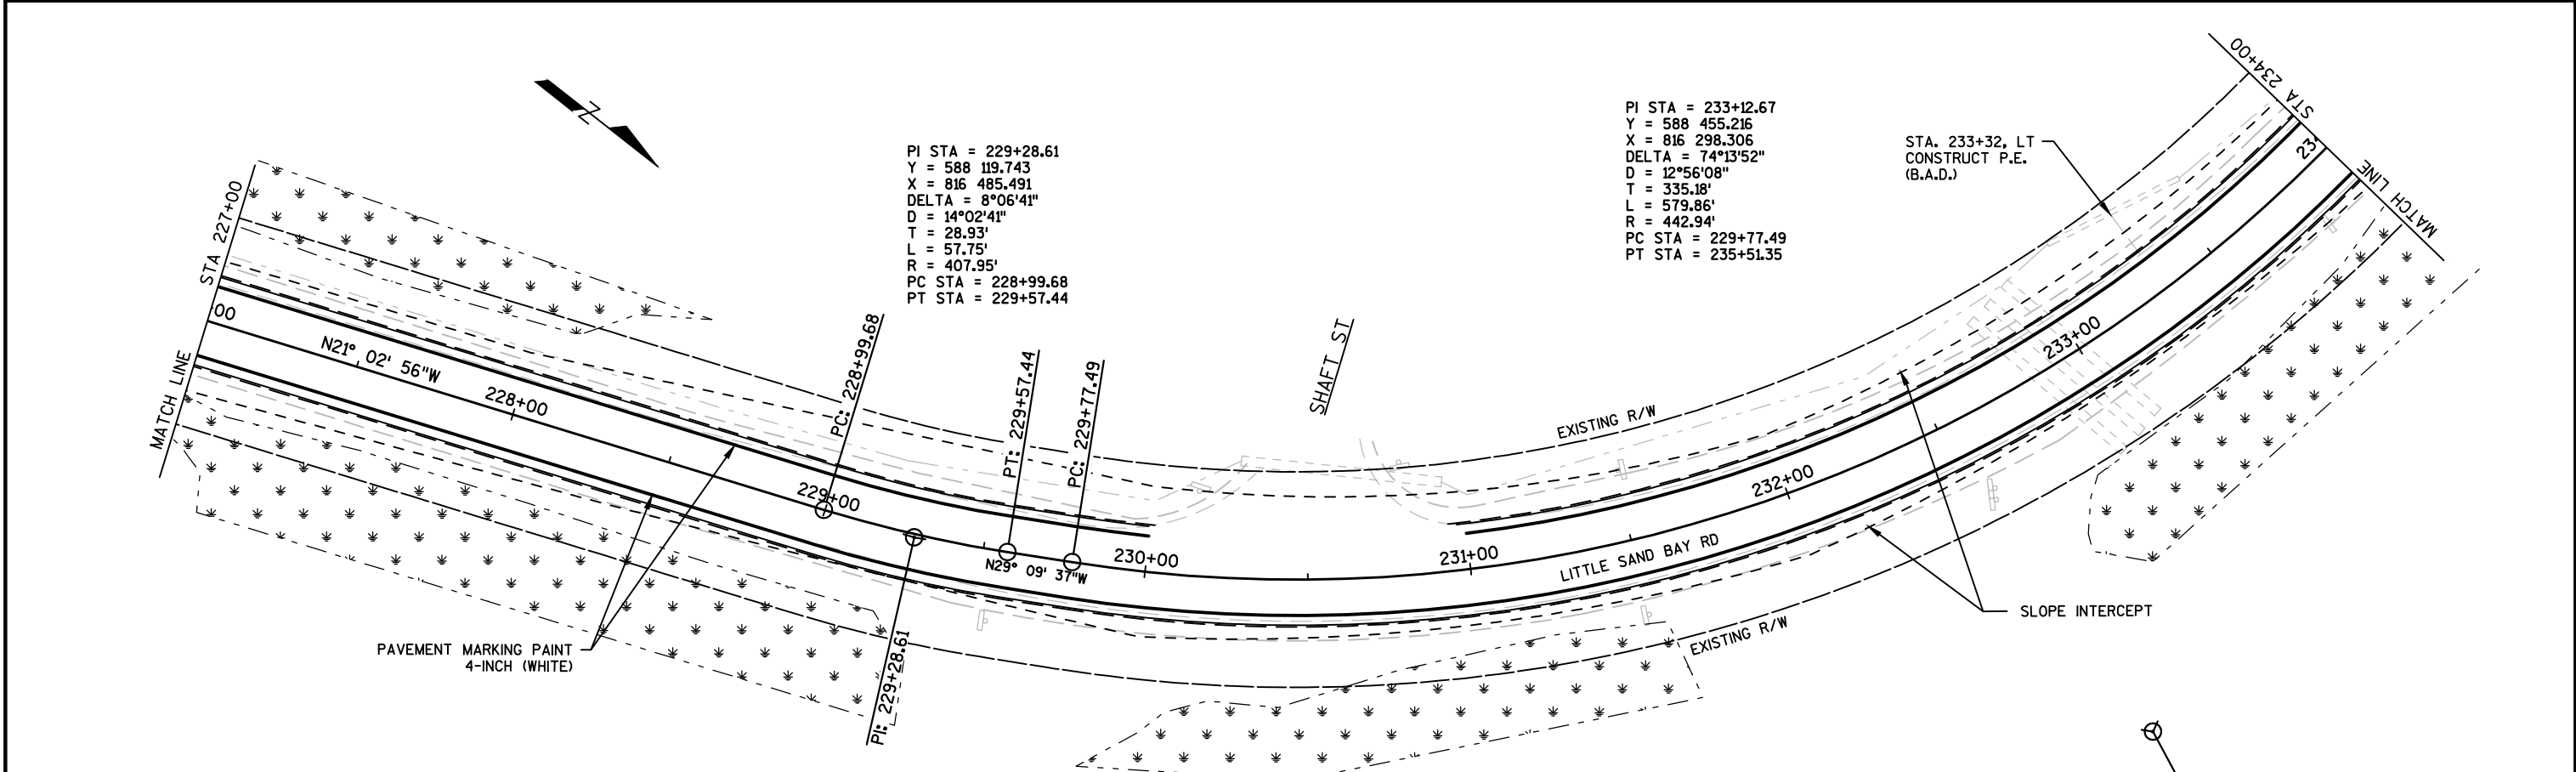 STA 234+00
MATCH LINE
23
Z
PI STA = 229+28.61
Y = 588 119.743
X = 816 485.491
DELTA = 8°06'41"
D = 14°02'41"
T = 28.93'
L = 57.75'
R = 407.95'
PC STA = 228+99.68
PT STA = 229+57.44
PI STA = 233+12.67
Y = 588 455.216
X = 816 298.306
DELTA = 74°13'52"
D = 12°56'08"
T = 335.18'
L = 579.86'
R = 442.94'
PC STA = 229+77.49
PT STA = 235+51.35
STA. 233+32, LT
CONSTRUCT P.E.
(B.A.D.)
STA 227+00
MATCH LINE
00
N21° 02' 56"W
228+00
PC: 228+99.68
229+00
PT: 229+57.44
PC: 229+77.49
N29° 09' 37"W
230+00
SHAFT ST
EXISTING R/W
231+00
LITTLE SAND BAY RD
232+00
233+00
SLOPE INTERCEPT
EXISTING R/W
PAVEMENT MARKING PAINT
4-INCH (WHITE)
PI: 229+28.61